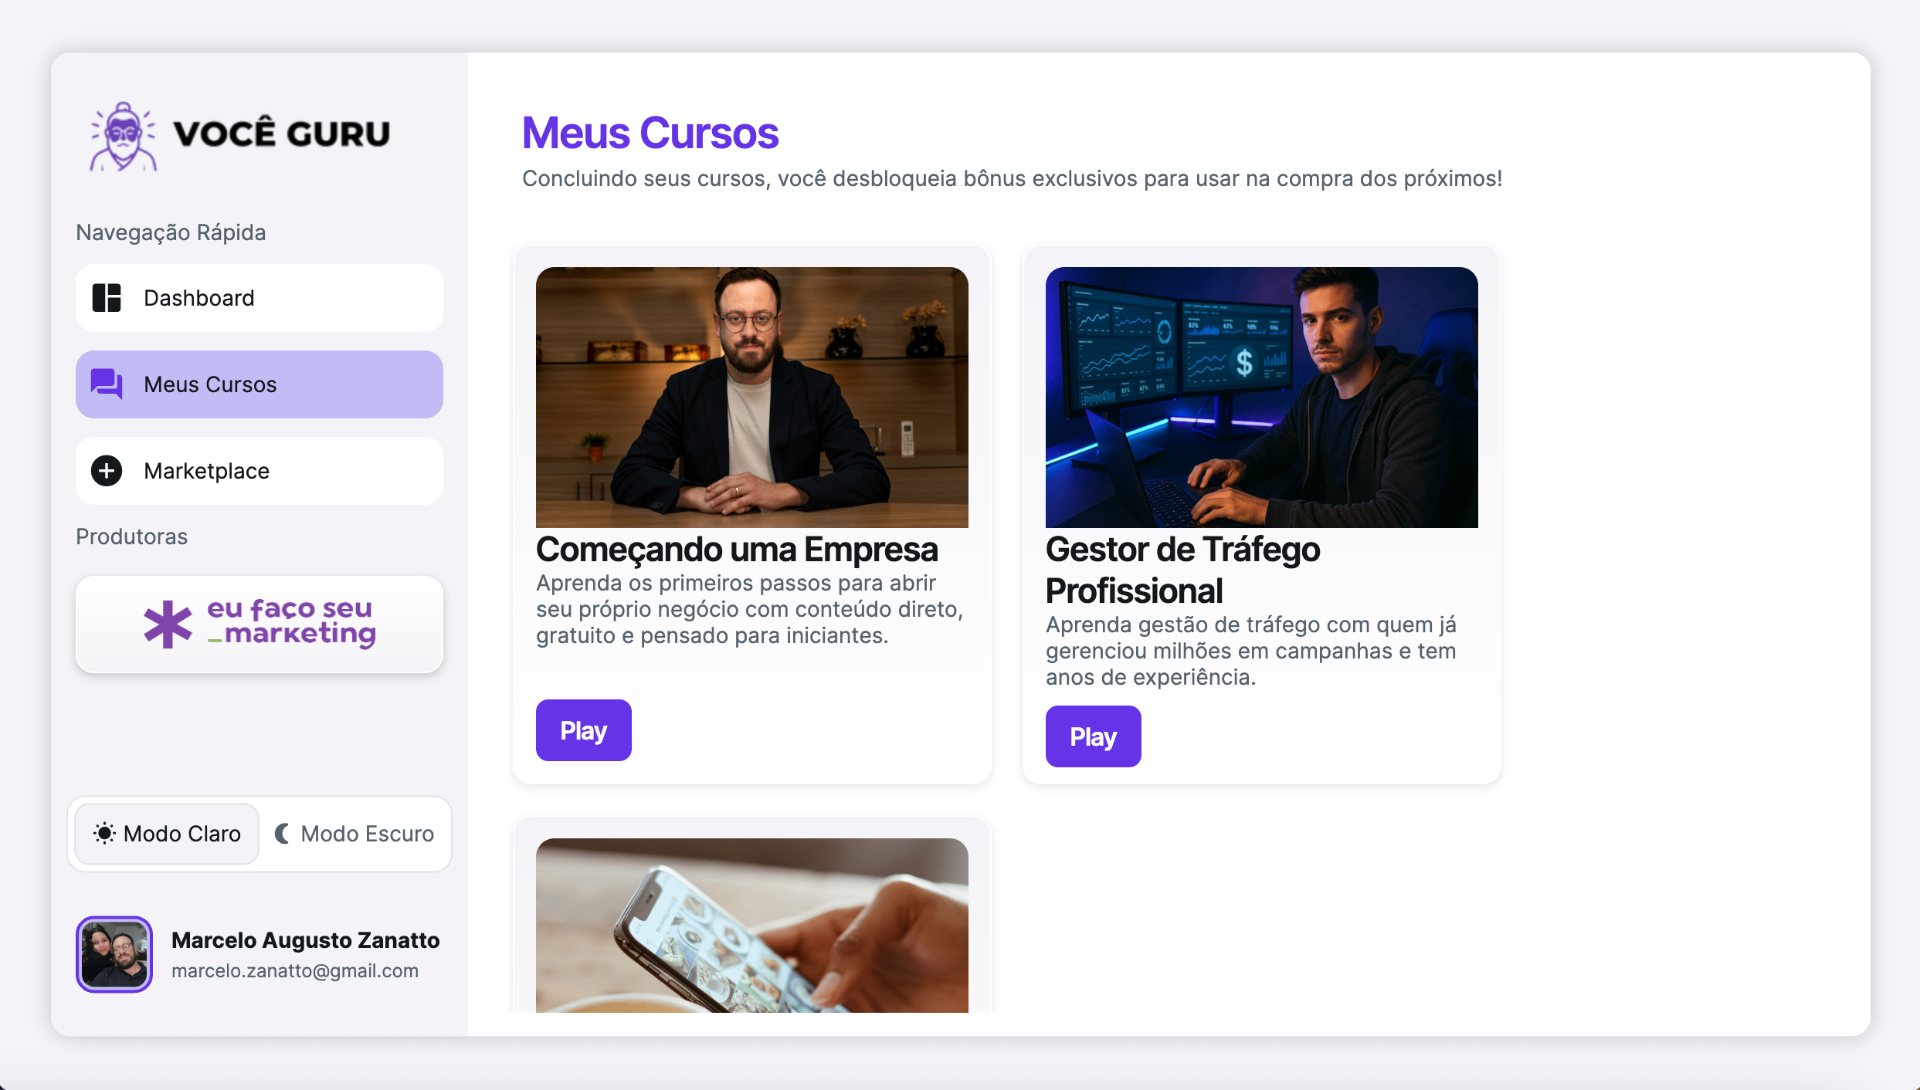 VOCÊ GURU
Navegação Rápida
Dashboard
Meus Cursos
Marketplace
Produtoras
eu faço seu
_marketing
Modo Claro
Modo Escuro
Marcelo Augusto Zanatto
marcelo.zanatto@gmail.com
Meus Cursos
Concluindo seus cursos, você desbloqueia bônus exclusivos para usar na compra dos próximos!
Começando uma Empresa
Aprenda os primeiros passos para abrir
seu próprio negócio com conteúdo direto,
gratuito e pensado para iniciantes.
Play
$
Gestor de Tráfego
Profissional
Aprenda gestão de tráfego com quem já
gerenciou milhões em campanhas e tem
anos de experiência.
Play